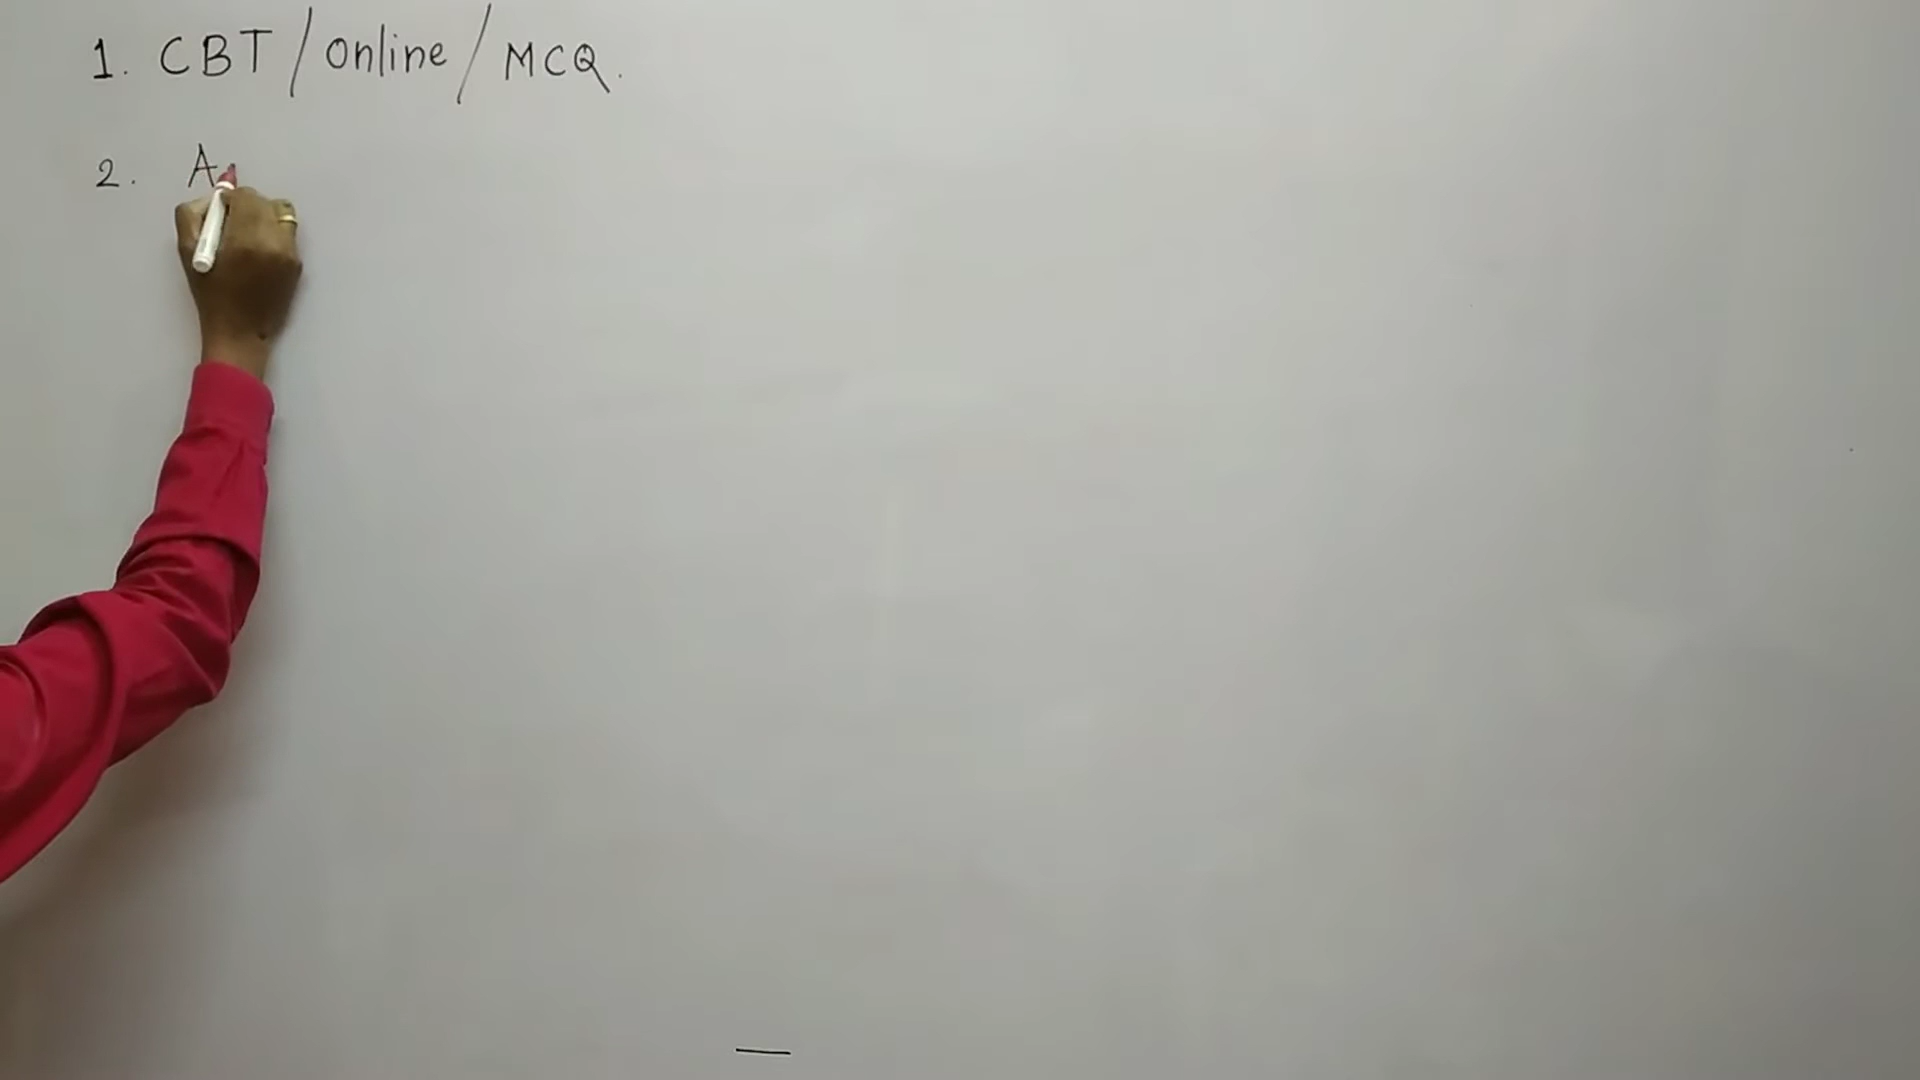 1. CBT / online / MCQ.
2. A